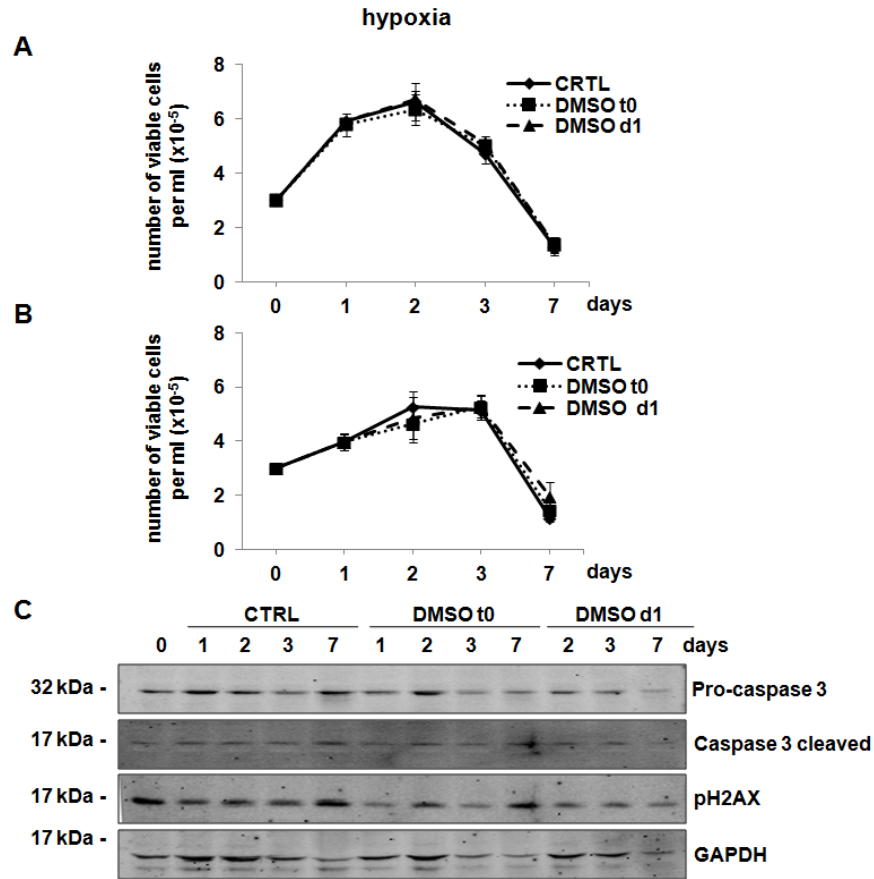 hypoxia
A
number of viable cells
per ml (x10-5)
8
6
4
2
0
CRTL
DMSO t0
DMSO d1
0 1 2 3 7 days
B
number of viable cells
per ml (x10-5)
8
6
4
2
0
CRTL
DMSO t0
DMSO d1
0 1 2 3 7 days
C
CTRL DMSO t0 DMSO d1
0 1 2 3 7 1 2 3 7 2 3 7 days
32 kDa - Pro-caspase 3
17 kDa - Caspase 3 cleaved
17 kDa - pH2AX
17 kDa - GAPDH